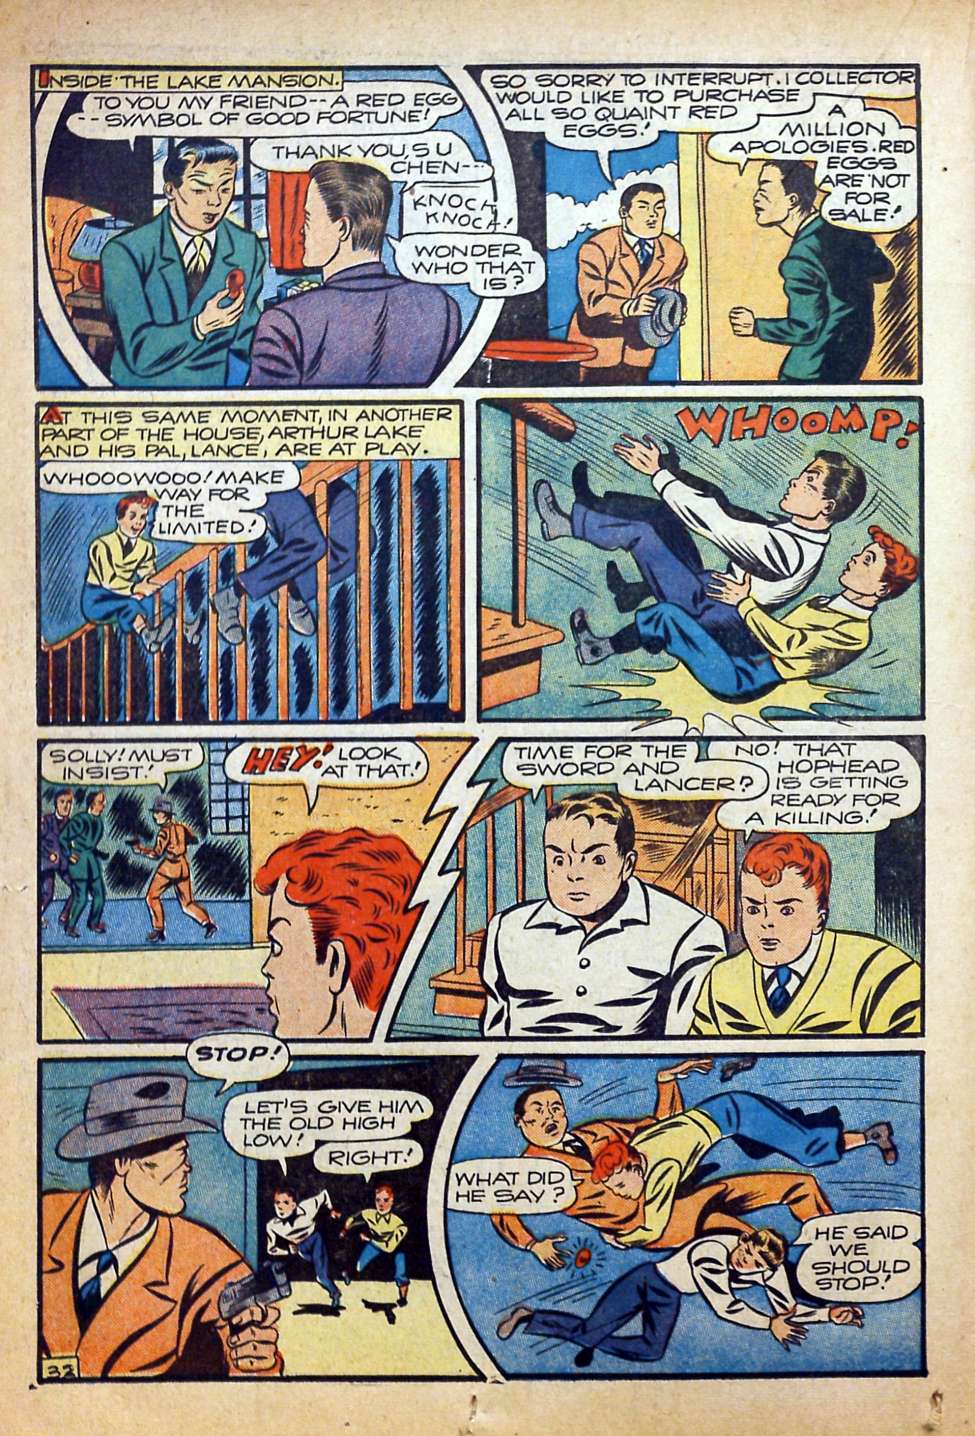 INSIDE THE LAKE MANSION.
TO YOU MY FRIEND-- A RED EGG
--SYMBOL OF GOOD FORTUNE!
THANK YOU, SU
CHEN--
KNOCK
KNOCK!
WONDER
WHO THAT
IS?
SO SORRY TO INTERRUPT. I COLLECTOR.
WOULD LIKE TO PURCHASE
ALL SO QUAINT RED
EGGS!
A
MILLION
APOLOGIES. RED
EGGS
ARE NOT
FOR
SALE!
AT THIS SAME MOMENT, IN ANOTHER
PART OF THE HOUSE, ARTHUR LAKE
AND HIS PAL, LANCE, ARE AT PLAY.
WHOOOWOOO! MAKE
WAY FOR
THE
LIMITED!
WHOOMP!
SOLLY! MUST
INSIST!
HEY! LOOK
AT THAT!
TIME FOR THE
SWORD AND
LANCER!?
NO! THAT
HOPHEAD
IS GETTING
READY FOR
A KILLING!
STOP!
LET'S GIVE HIM
THE OLD HIGH
LOW!
RIGHT!
WHAT DID
HE SAY?
HE SAID
WE
SHOULD
STOP!
32